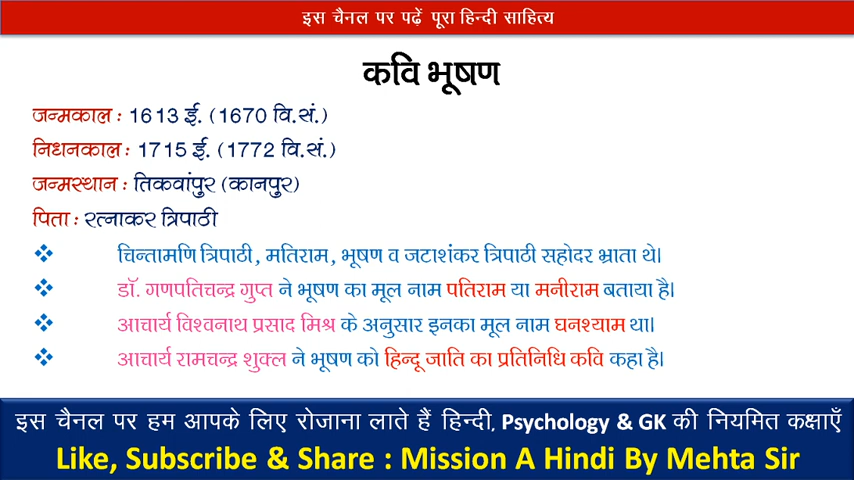 इस चैनल पर पढ़ें पूरा हिन्दी साहित्य
कवि भूषण
जन्मकाल : 1613 ई. (1670 वि.सं.)
निधनकाल : 1715 ई. (1772 वि.सं.)
जन्मस्थान : तिकवांपुर (कानपुर)
पिता : रत्नाकर त्रिपाठी
❖ चिन्तामणि त्रिपाठी, मतिराम, भूषण व जटाशंकर त्रिपाठी सहोदर भ्राता थे।
❖ डॉ. गणपतिचन्द्र गुप्त ने भूषण का मूल नाम पतिराम या मनीराम बताया है।
❖ आचार्य विश्वनाथ प्रसाद मिश्र के अनुसार इनका मूल नाम घनश्याम था।
❖ आचार्य रामचन्द्र शुक्ल ने भूषण को हिन्दू जाति का प्रतिनिधि कवि कहा है।
इस चैनल पर हम आपके लिए रोजाना लाते हैं हिन्दी, Psychology & GK की नियमित कक्षाएँ
Like, Subscribe & Share : Mission A Hindi By Mehta Sir